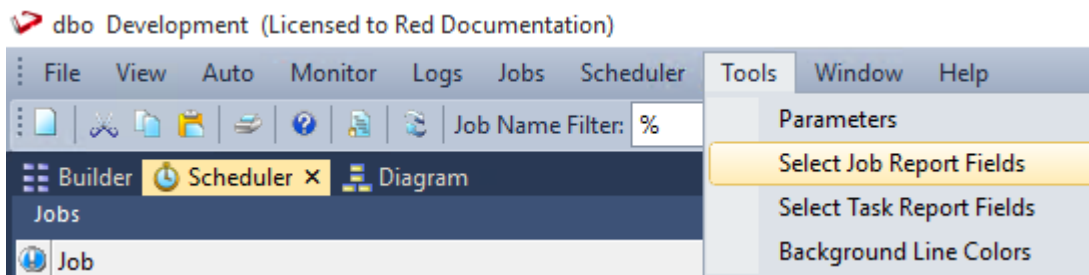 dbo Development (Licensed to Red Documentation)
File View Auto Monitor Logs Jobs Scheduler Tools Window Help
Job Name Filter: %
Parameters
Builder Scheduler × Diagram
Select Job Report Fields
Jobs
Select Task Report Fields
Job
Background Line Colors